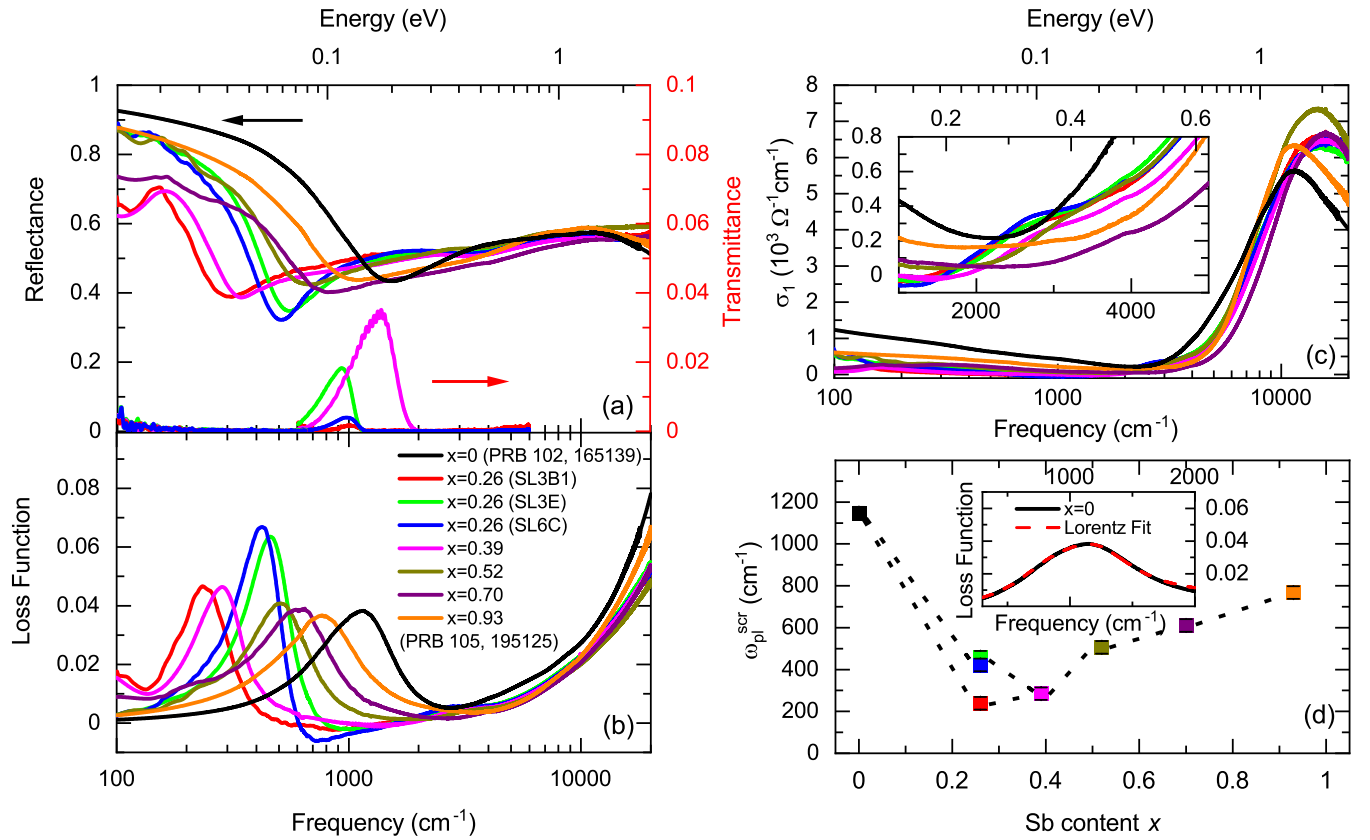 Energy (eV)
0.1
1
1
0.8
0.6
0.4
0.2
0
Reflectance
0.1
0.08
0.06
0.04
0.02
0
Transmittance
(a)
0.08
0.06
0.04
0.02
0
Loss Function
x=0 (PRB 102, 165139)
x=0.26 (SL3B1)
x=0.26 (SL3E)
x=0.26 (SL6C)
x=0.39
x=0.52
x=0.70
x=0.93
(PRB 105, 195125)
(b)
100
1000
10000
Frequency (cm⁻¹)
Energy (eV)
0.1
1
8
7
6
5
4
3
2
1
0
σ₁ (10³ Ω⁻¹cm⁻¹)
0.2
0.4
0.6
0.8
0.6
0.4
0.2
0
2000
4000
(c)
100
1000
10000
Frequency (cm⁻¹)
1200
1000
800
600
400
200
0
ωₚₗˢᶜʳ (cm⁻¹)
1000
2000
Loss Function
x=0
Lorentz Fit
0.06
0.04
0.02
Frequency (cm⁻¹)
(d)
0
0.2
0.4
0.6
0.8
1
Sb content x